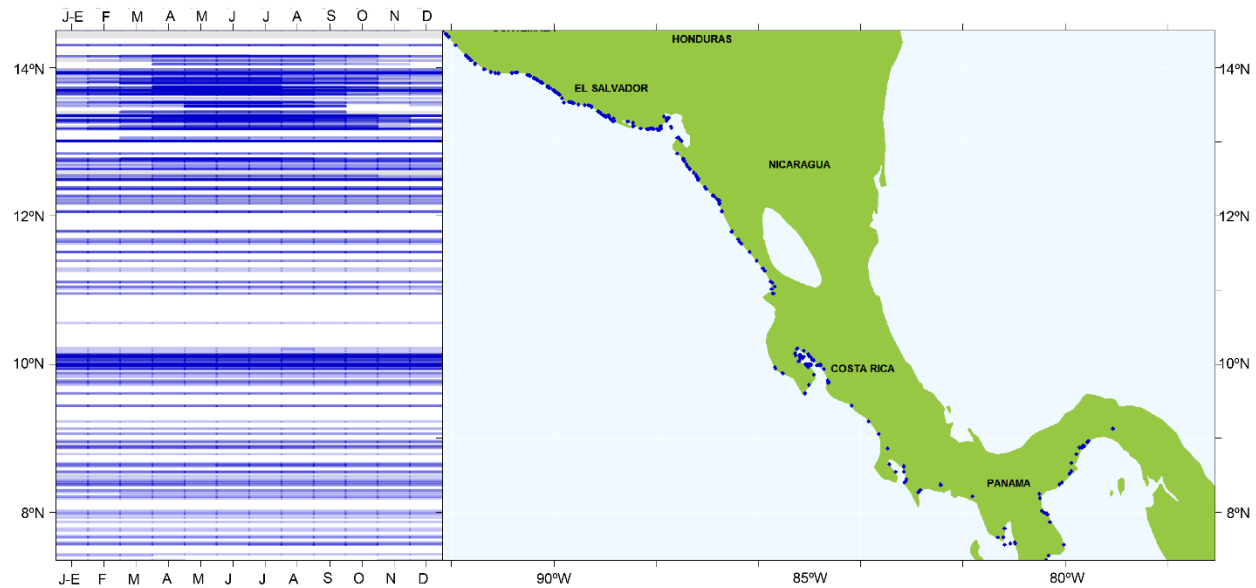 J-E F M A M J J A S O N D
HONDURAS
14ºN 14ºN
EL SALVADOR
NICARAGUA
12ºN 12ºN
10ºN 10ºN
COSTA RICA
PANAMA
8ºN 8ºN
J-E F M A M J J A S O N D 90ºW 85ºW 80ºW